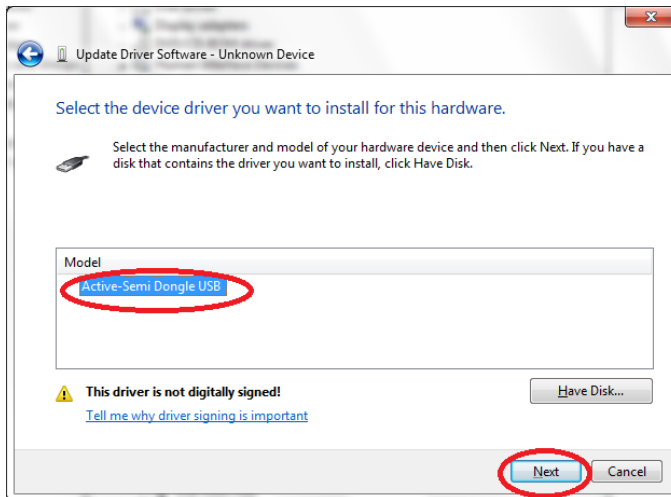 Update Driver Software - Unknown Device
Select the device driver you want to install for this hardware.
Select the manufacturer and model of your hardware device and then click Next. If you have a
disk that contains the driver you want to install, click Have Disk.
Model
Active-Semi Dongle USB
This driver is not digitally signed!
Have Disk...
Tell me why driver signing is important
Next
Cancel